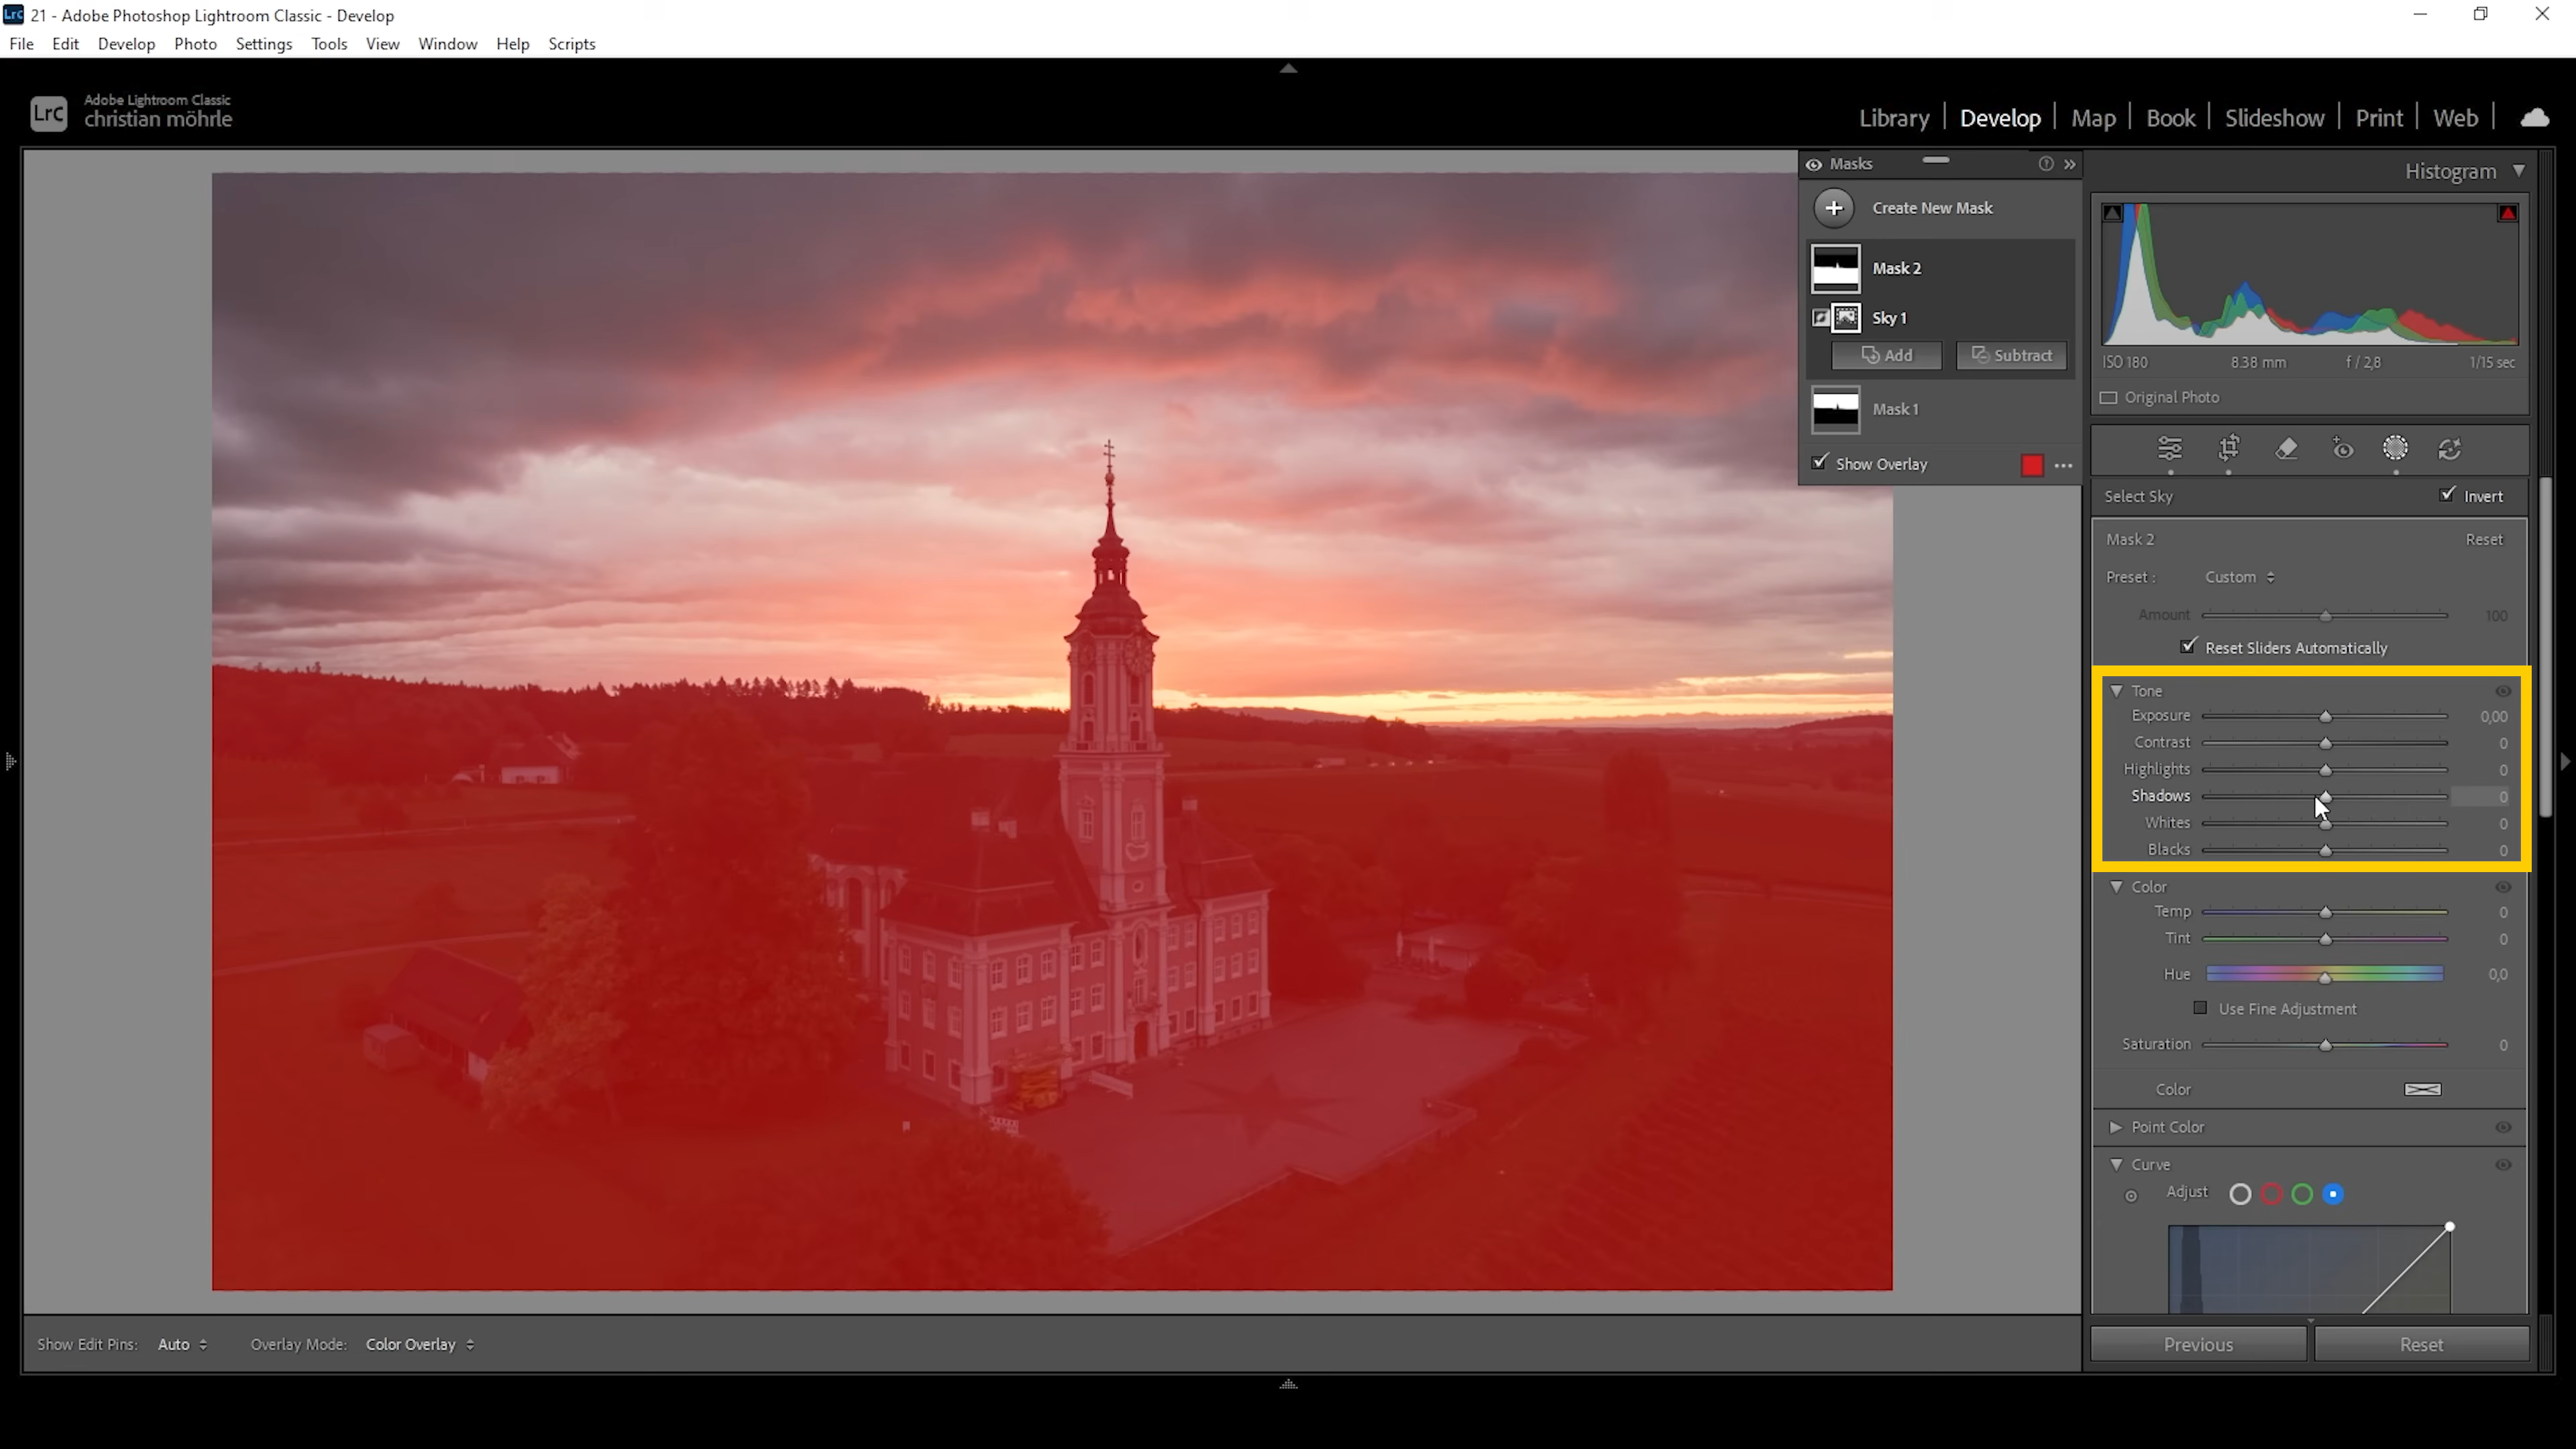 Lrc 21 - Adobe Photoshop Lightroom Classic - Develop
File Edit Develop Photo Settings Tools View Window Help Scripts
Lrc Adobe Lightroom Classic
christian möhrle
Library Develop Map Book Slideshow Print Web
Masks
Create New Mask
Mask 2
Sky 1
Add Subtract
Mask 1
Show Overlay
Histogram
ISO 180 8.38 mm f / 2,8 1/15 sec
Original Photo
Select Sky Invert
Mask 2 Reset
Preset : Custom
Amount 100
Reset Sliders Automatically
Tone
Exposure 0,00
Contrast 0
Highlights 0
Shadows 0
Whites 0
Blacks 0
Color
Temp 0
Tint 0
Hue 0,0
Use Fine Adjustment
Saturation 0
Color
Point Color
Curve
Adjust
Show Edit Pins: Auto Overlay Mode: Color Overlay
Previous Reset